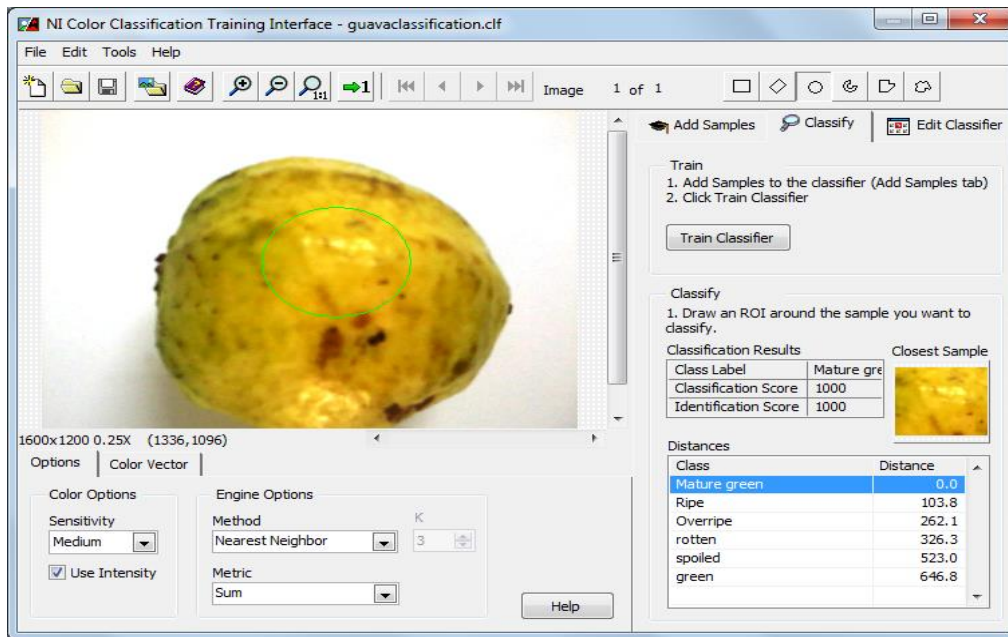 NI Color Classification Training Interface - guavaclassification.clf
File Edit Tools Help
1:1 1 Image 1 of 1
Add Samples Classify Edit Classifier
Train
1. Add Samples to the classifier (Add Samples tab)
2. Click Train Classifier
Train Classifier
Classify
1. Draw an ROI around the sample you want to
classify.
Classification Results Closest Sample
Class Label Mature gre
Classification Score 1000
Identification Score 1000
Distances
Class Distance
Mature green 0.0
Ripe 103.8
Overripe 262.1
rotten 326.3
spoiled 523.0
green 646.8
1600x1200 0.25X (1336,1096)
Options Color Vector
Color Options
Sensitivity
Medium
Use Intensity
Engine Options
Method K
Nearest Neighbor 3
Metric
Sum
Help